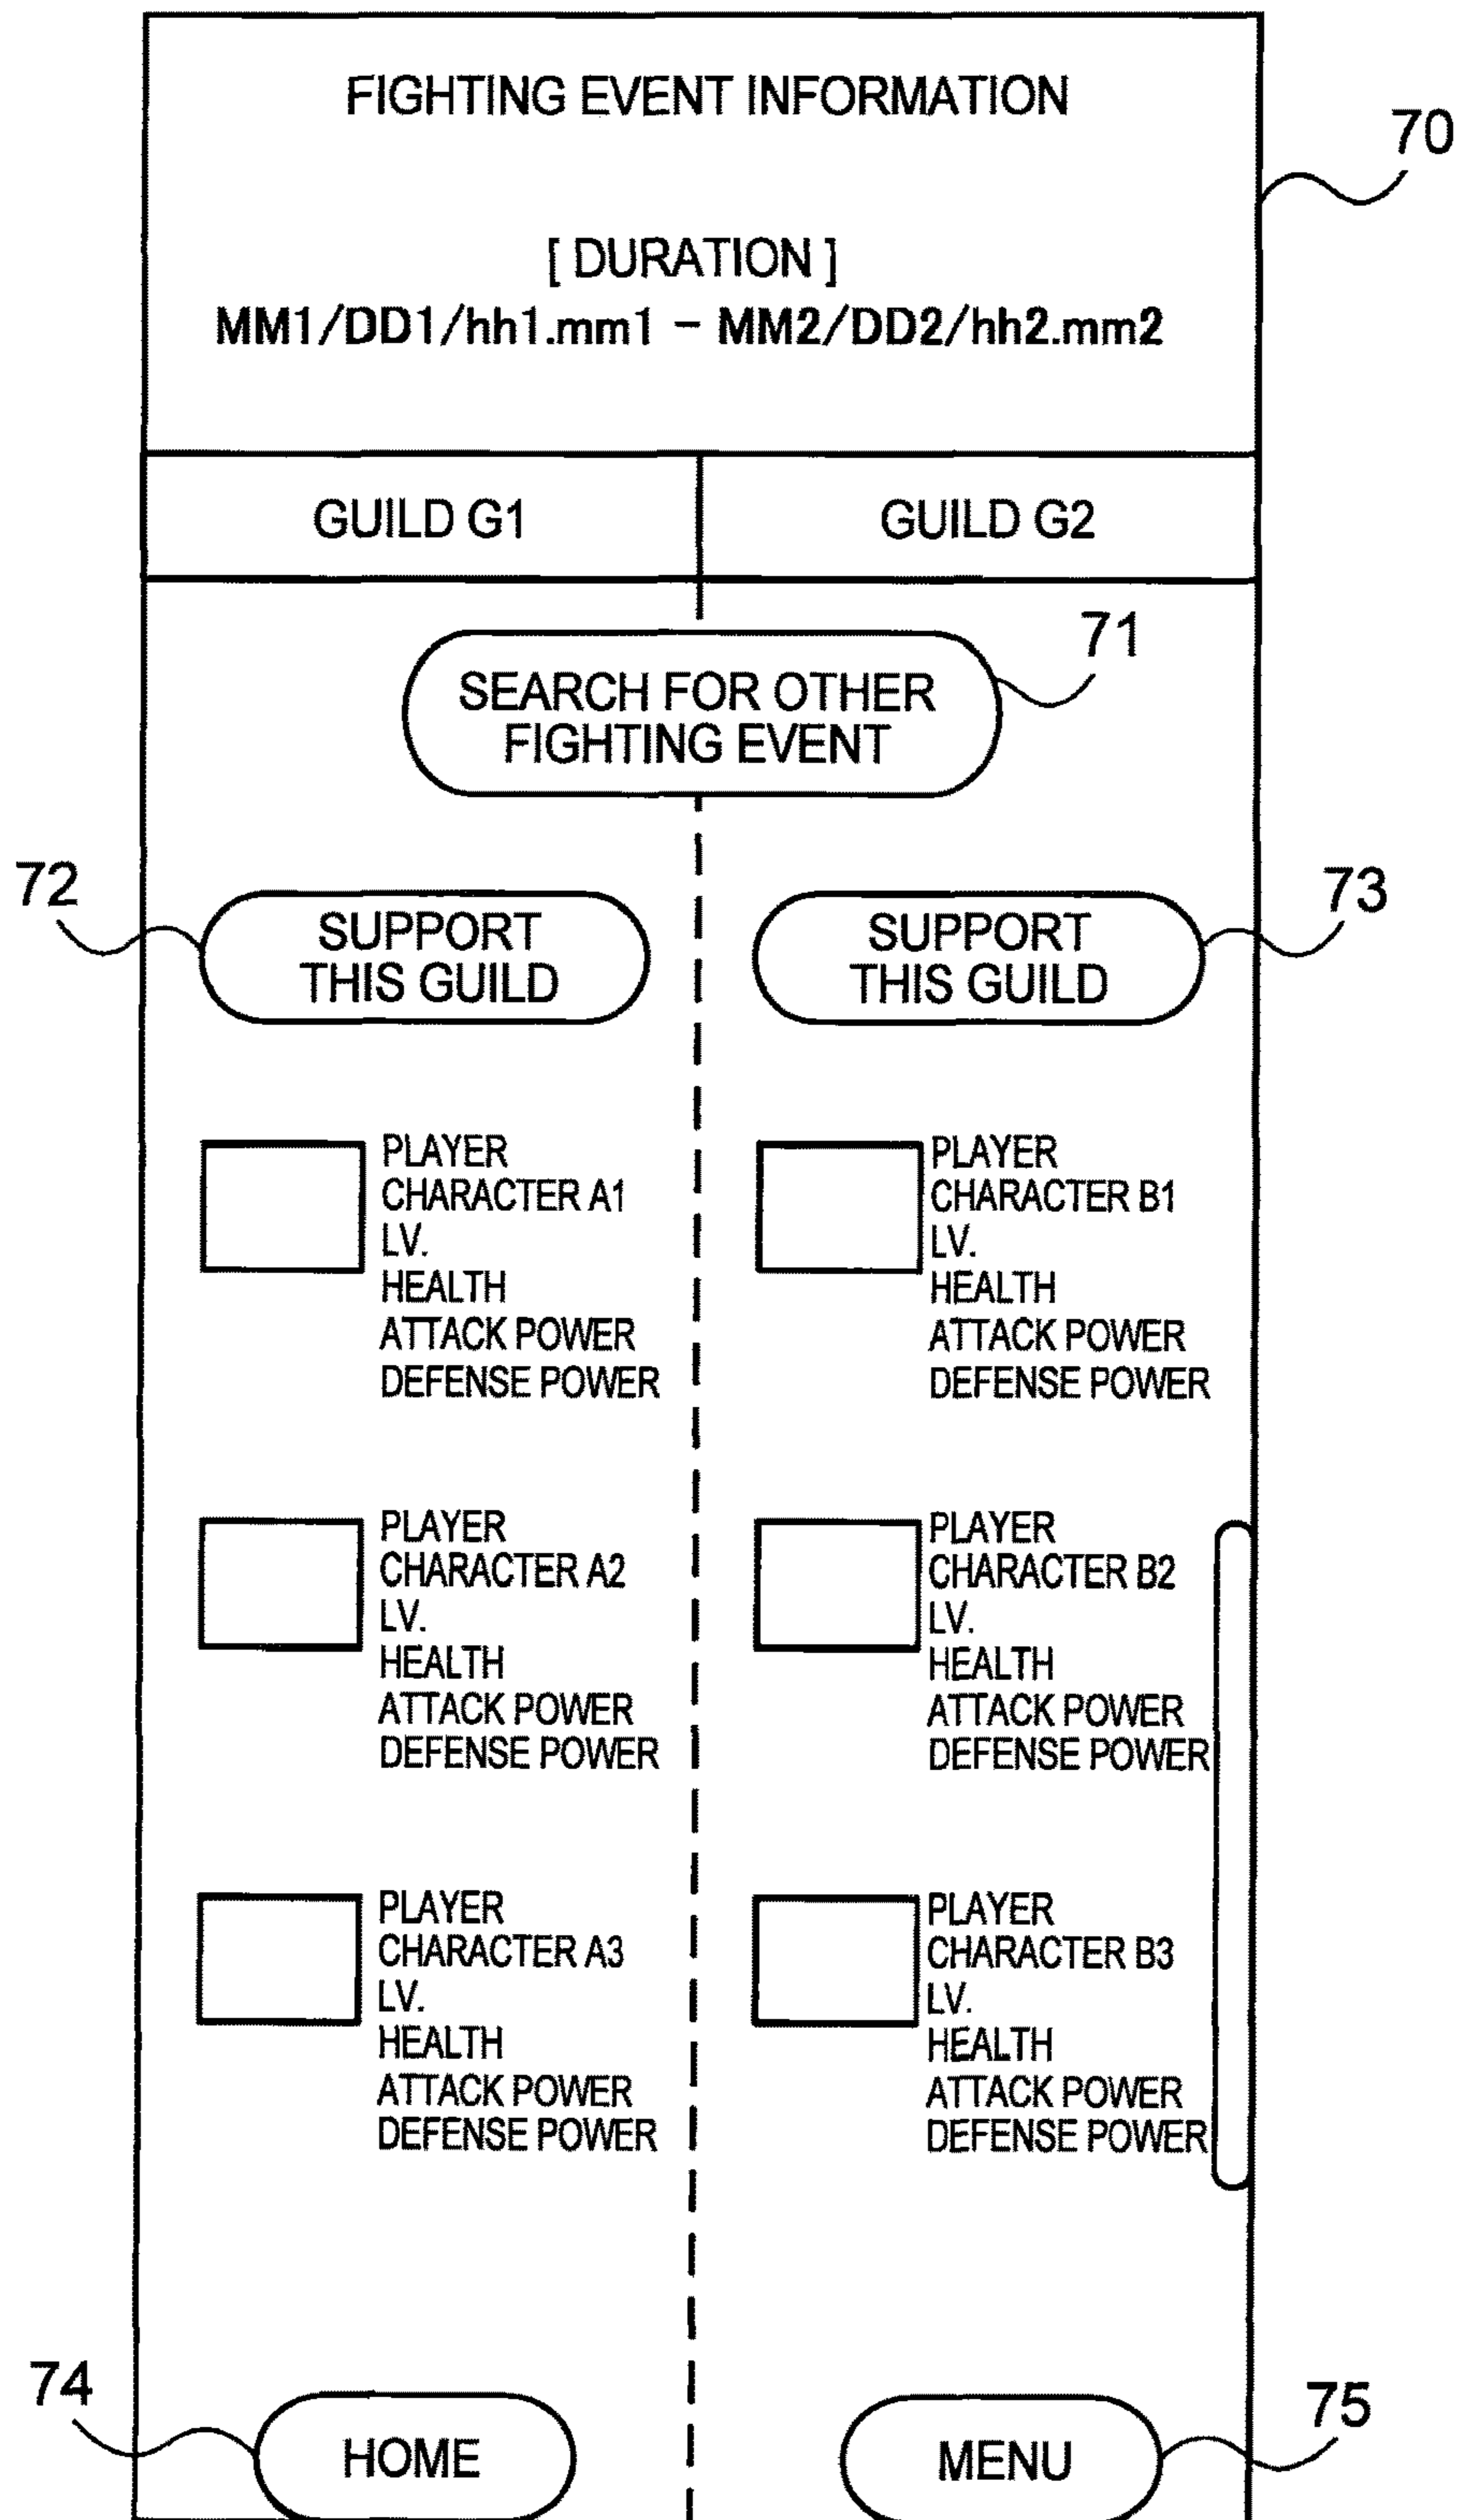 FIGHTING EVENT INFORMATION
70
[ DURATION ]
MM1/DD1/hh1.mm1 – MM2/DD2/hh2.mm2
GUILD G1
GUILD G2
71
SEARCH FOR OTHER
FIGHTING EVENT
72
SUPPORT
THIS GUILD
73
SUPPORT
THIS GUILD
PLAYER
CHARACTER A1
LV.
HEALTH
ATTACK POWER
DEFENSE POWER
PLAYER
CHARACTER B1
LV.
HEALTH
ATTACK POWER
DEFENSE POWER
PLAYER
CHARACTER A2
LV.
HEALTH
ATTACK POWER
DEFENSE POWER
PLAYER
CHARACTER B2
LV.
HEALTH
ATTACK POWER
DEFENSE POWER
PLAYER
CHARACTER A3
LV.
HEALTH
ATTACK POWER
DEFENSE POWER
PLAYER
CHARACTER B3
LV.
HEALTH
ATTACK POWER
DEFENSE POWER
74
HOME
75
MENU